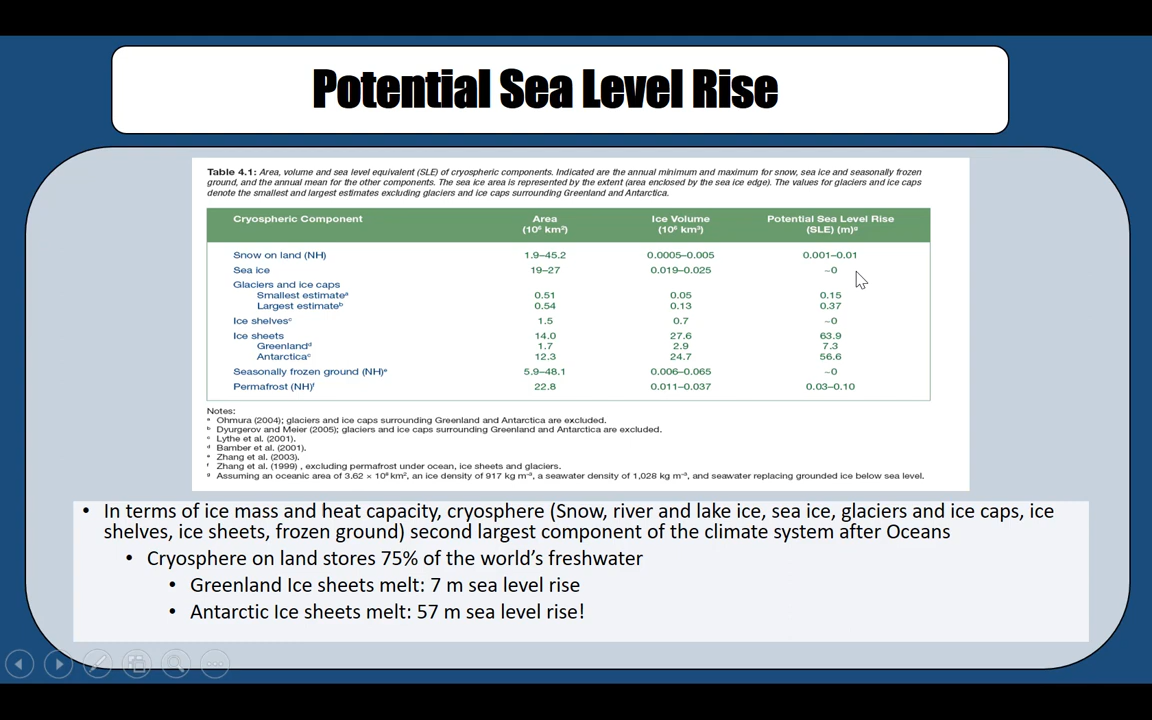 Potential Sea Level Rise
Table 4.1: Area, volume and sea level equivalent (SLE) of cryospheric components. Indicated are the annual minimum and maximum for snow, sea ice and seasonally frozen
ground, and the annual mean for the other components. The sea ice area is represented by the extent (area enclosed by the sea ice edge). The values for glaciers and ice caps
denote the smallest and largest estimates excluding glaciers and ice caps surrounding Greenland and Antarctica.
Cryospheric Component Area Ice Volume Potential Sea Level Rise
(10⁶ km²) (10⁶ km³) (SLE) (m)ᵍ
Snow on land (NH) 1.9–45.2 0.0005–0.005 0.001–0.01
Sea ice 19–27 0.019–0.025 ~0
Glaciers and ice caps
Smallest estimateᵃ 0.51 0.05 0.15
Largest estimateᵇ 0.54 0.13 0.37
Ice shelvesᶜ 1.5 0.7 ~0
Ice sheets 14.0 27.6 63.9
Greenlandᵈ 1.7 2.9 7.3
Antarcticaᶜ 12.3 24.7 56.6
Seasonally frozen ground (NH)ᵉ 5.9–48.1 0.006–0.065 ~0
Permafrost (NH)ᶠ 22.8 0.011–0.037 0.03–0.10
Notes:
ᵃ Ohmura (2004); glaciers and ice caps surrounding Greenland and Antarctica are excluded.
ᵇ Dyurgerov and Meier (2005); glaciers and ice caps surrounding Greenland and Antarctica are excluded.
ᶜ Lythe et al. (2001).
ᵈ Bamber et al. (2001).
ᵉ Zhang et al. (2003).
ᶠ Zhang et al. (1999) , excluding permafrost under ocean, ice sheets and glaciers.
ᵍ Assuming an oceanic area of 3.62 × 10⁸ km², an ice density of 917 kg m⁻³, a seawater density of 1,028 kg m⁻³, and seawater replacing grounded ice below sea level.
• In terms of ice mass and heat capacity, cryosphere (Snow, river and lake ice, sea ice, glaciers and ice caps, ice
shelves, ice sheets, frozen ground) second largest component of the climate system after Oceans
• Cryosphere on land stores 75% of the world's freshwater
• Greenland Ice sheets melt: 7 m sea level rise
• Antarctic Ice sheets melt: 57 m sea level rise!